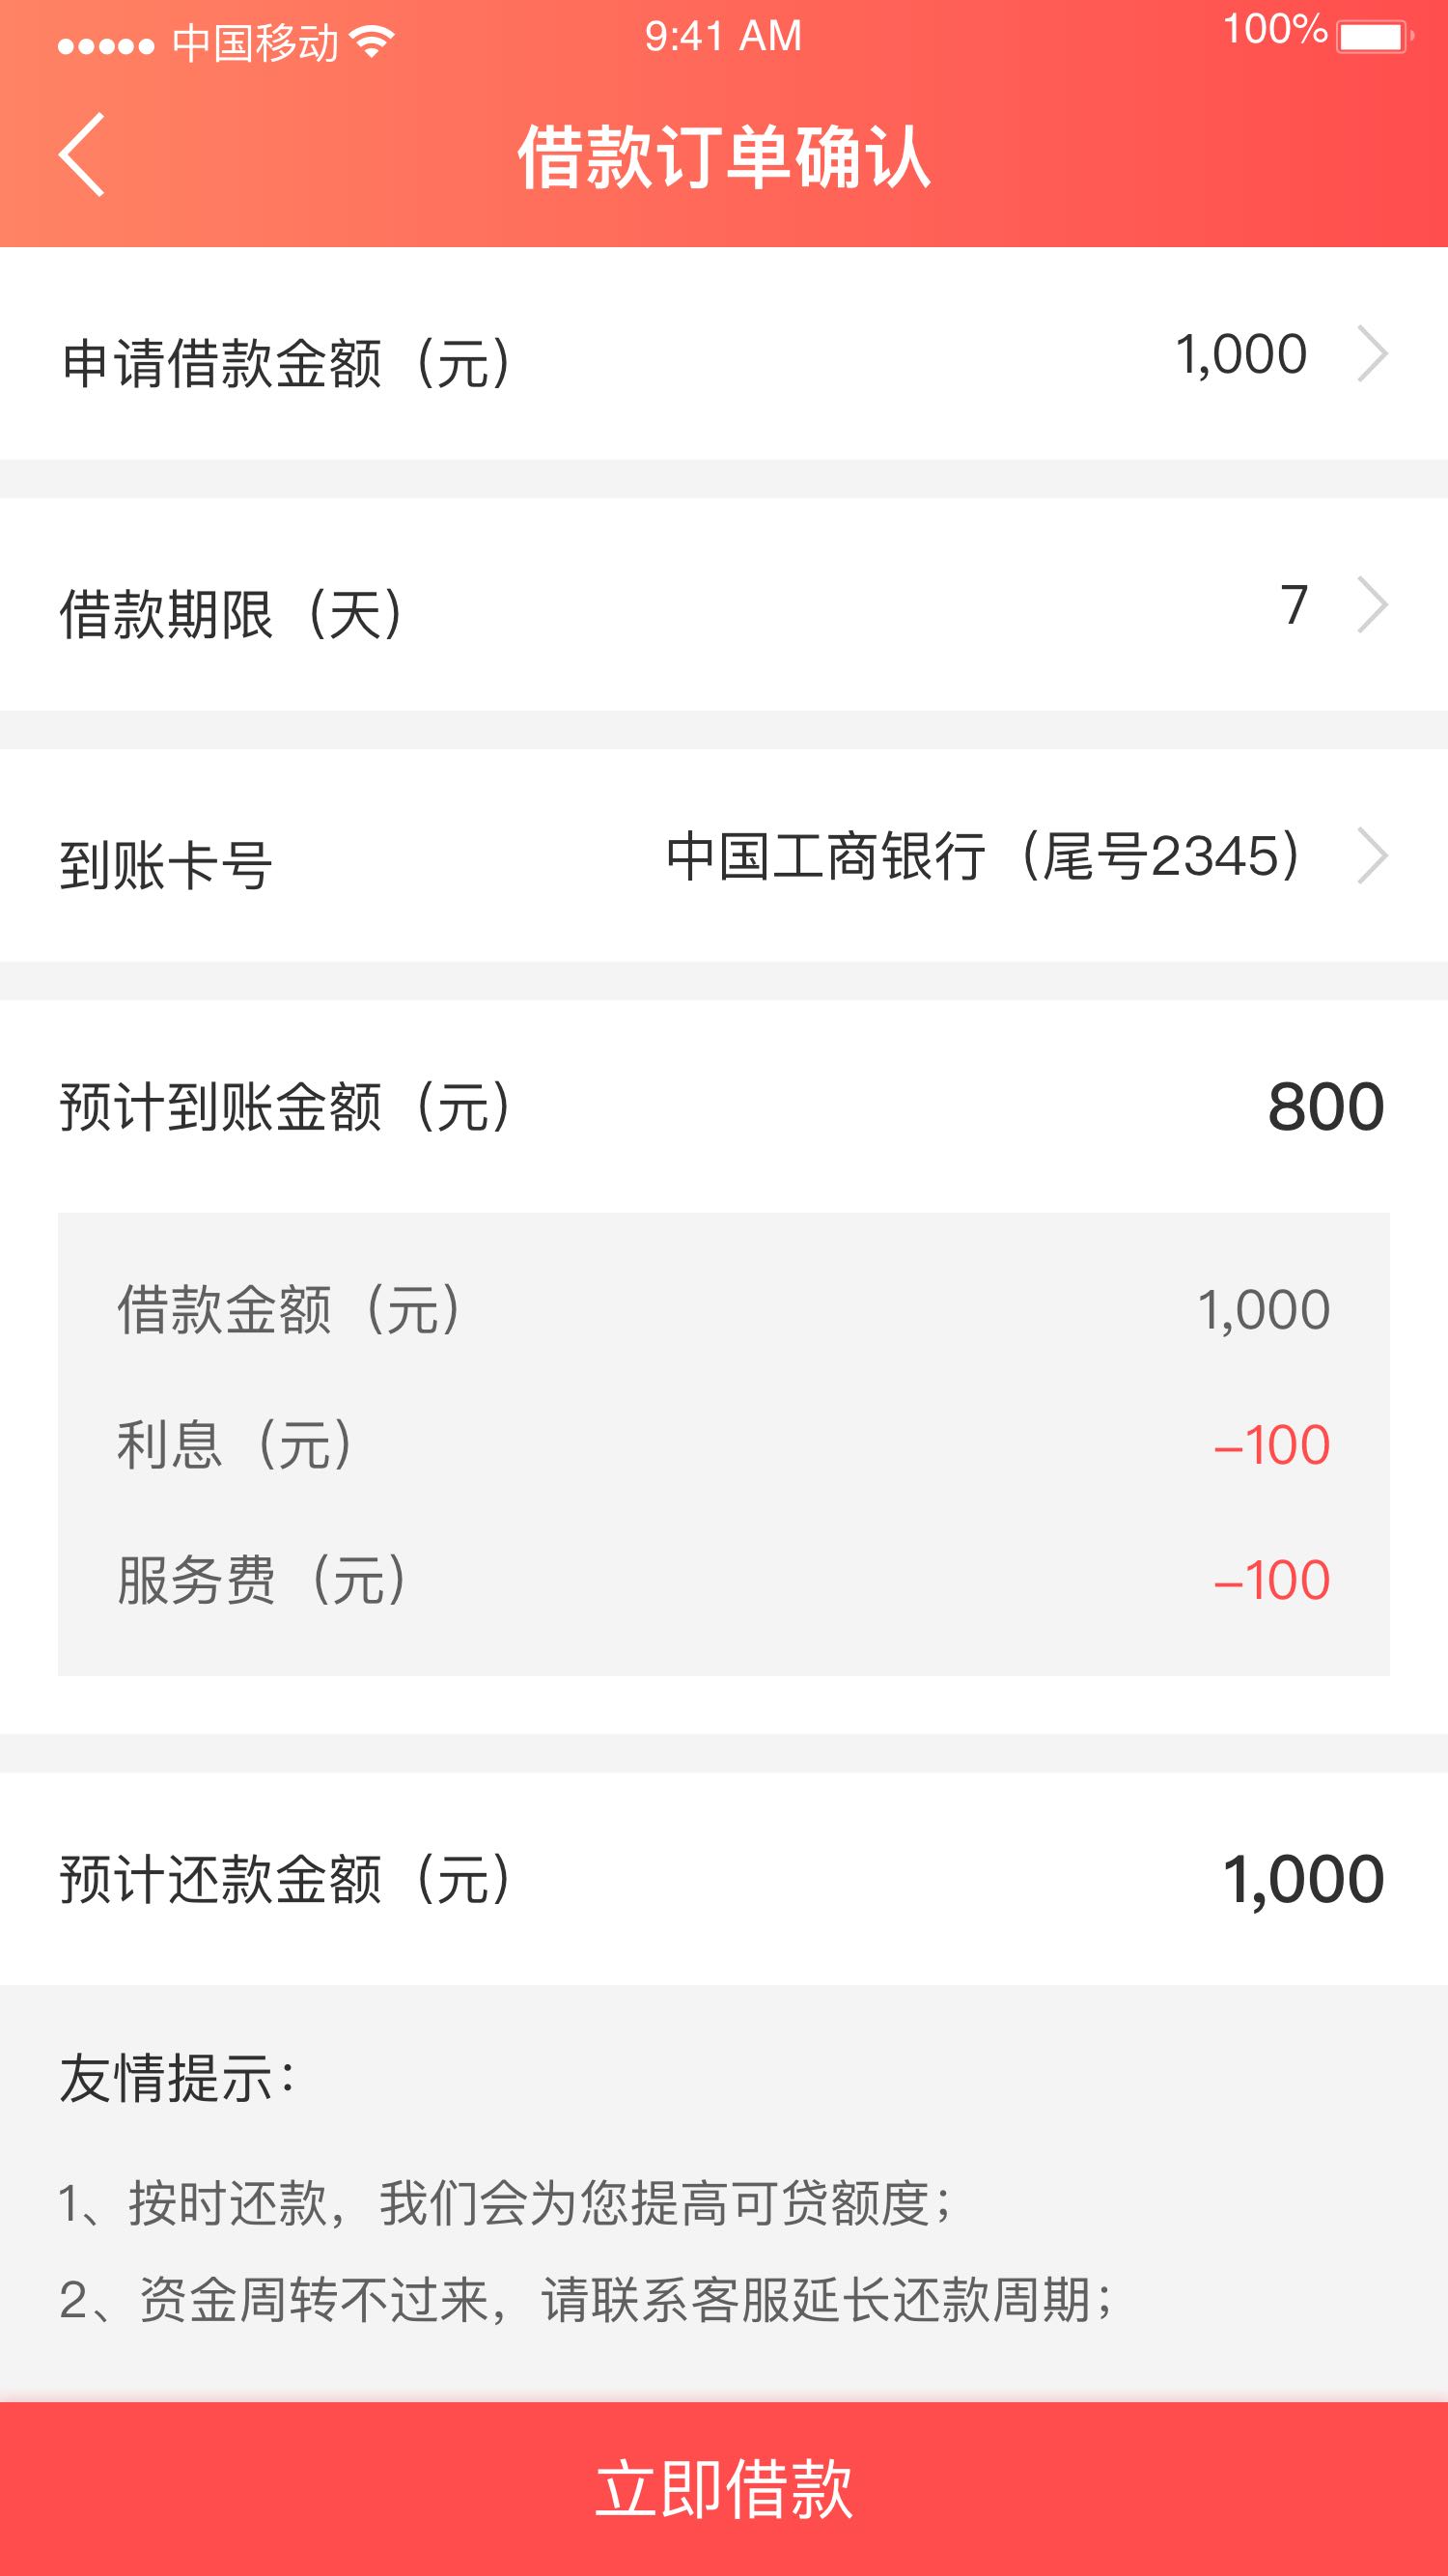 中国移动 9:41 AM 100%
借款订单确认
申请借款金额（元） 1,000
借款期限（天） 7
到账卡号 中国工商银行（尾号2345）
预计到账金额（元） 800
借款金额（元） 1,000
利息（元） –100
服务费（元） –100
预计还款金额（元） 1,000
友情提示：
1、按时还款，我们会为您提高可贷额度；
2、资金周转不过来，请联系客服延长还款周期；
立即借款